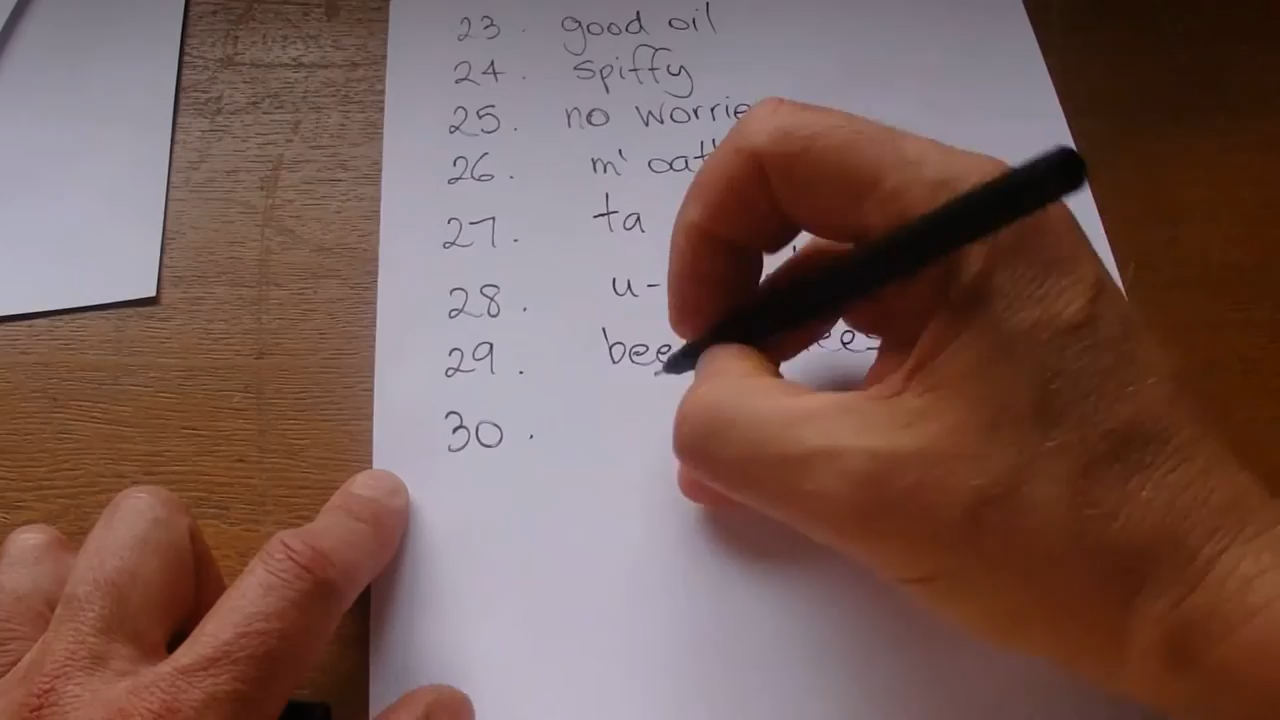 23. good oil
24. spiffy
25. no worrie
26. m' oat
27. ta
28. u-
29. bee
30.